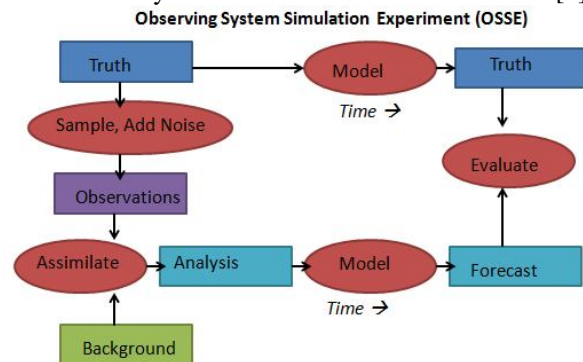 Observing System Simulation Experiment (OSSE)
Truth
Model
Truth
Time →
Sample, Add Noise
Evaluate
Observations
Assimilate
Analysis
Model
Forecast
Time →
Background